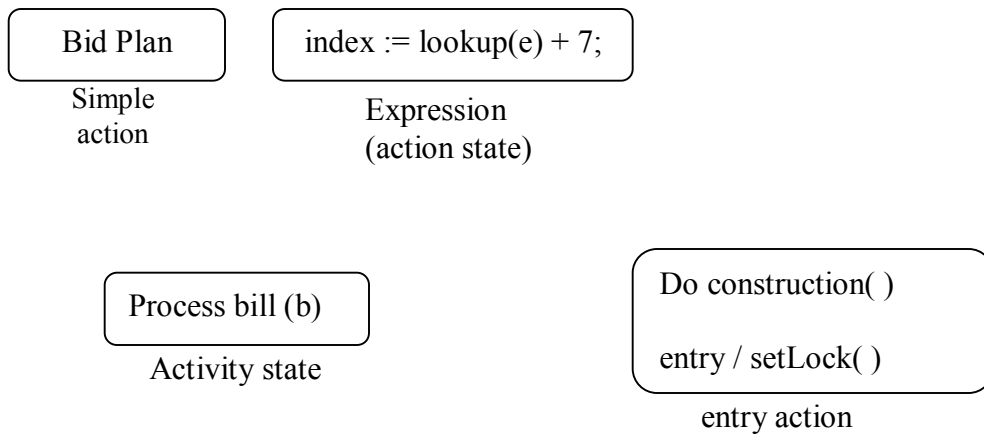 Bid Plan
index := lookup(e) + 7;
Simple
action
Expression
(action state)
Process bill (b)
Activity state
Do construction( )
entry / setLock( )
entry action